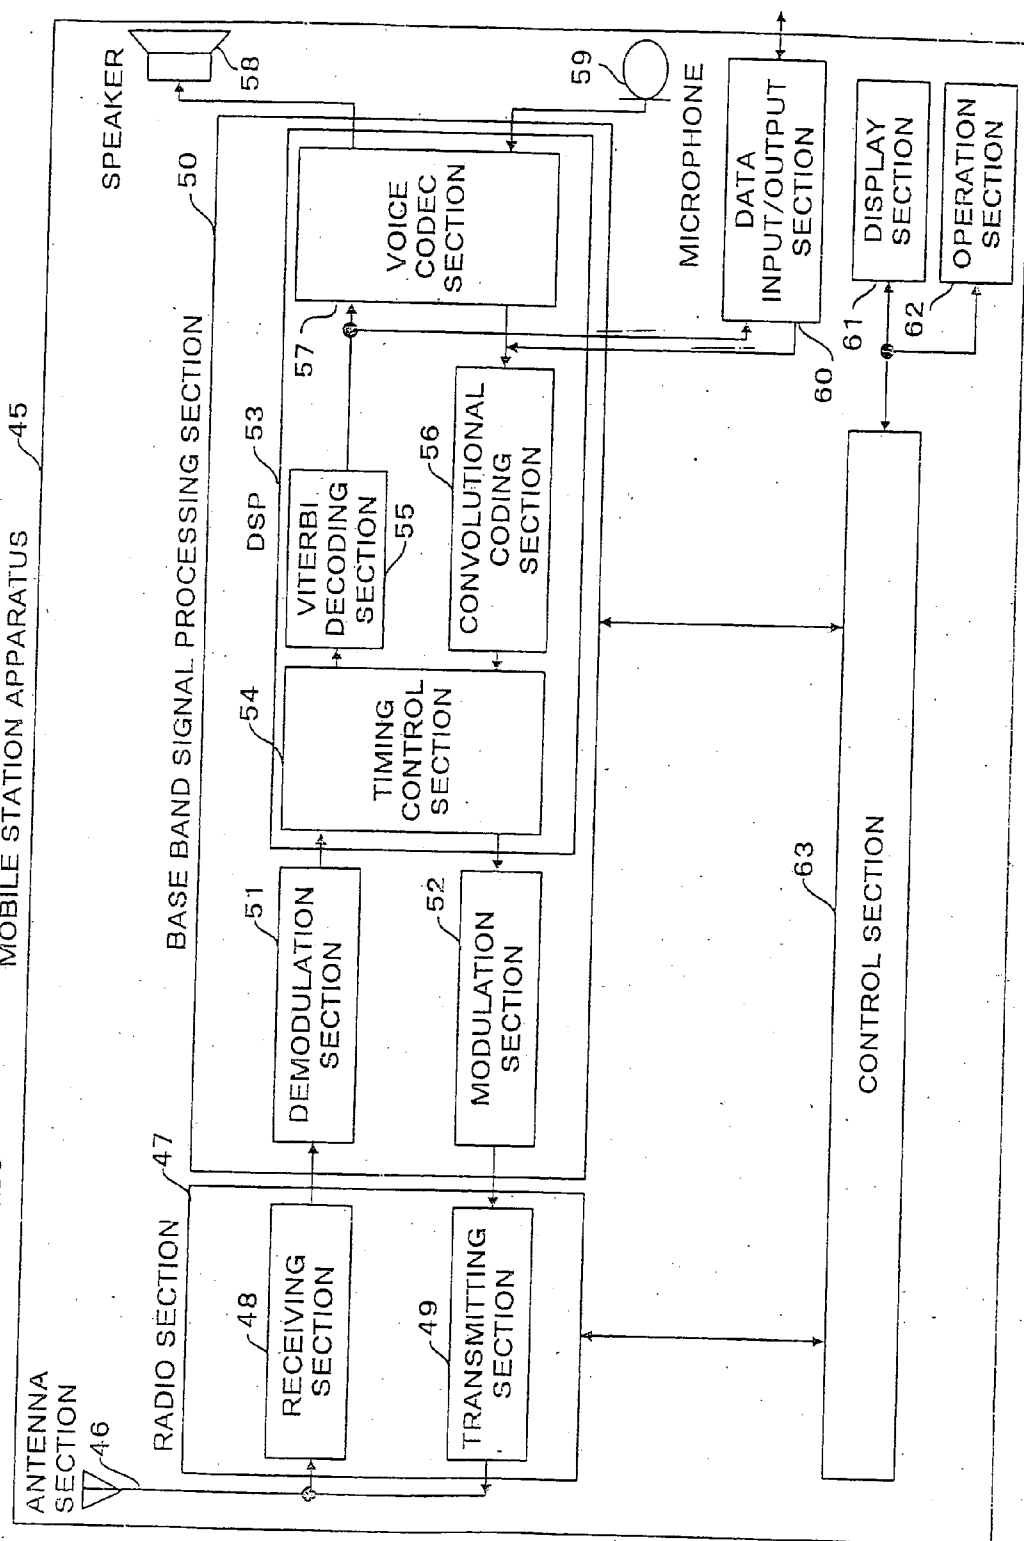 MOBILE STATION APPARATUS
45
ANTENNA
SECTION
46
RADIO SECTION
47
RECEIVING
SECTION
48
TRANSMITTING
SECTION
49
BASE BAND SIGNAL PROCESSING SECTION
50
DEMODULATION
SECTION
51
MODULATION
SECTION
52
DSP
53
TIMING
CONTROL
SECTION
54
VITERBI
DECODING
SECTION
55
CONVOLUTIONAL
CODING
SECTION
56
VOICE
CODEC
SECTION
57
SPEAKER
58
59
MICROPHONE
DATA
INPUT/OUTPUT
SECTION
60
DISPLAY
SECTION
61
OPERATION
SECTION
62
CONTROL SECTION
63